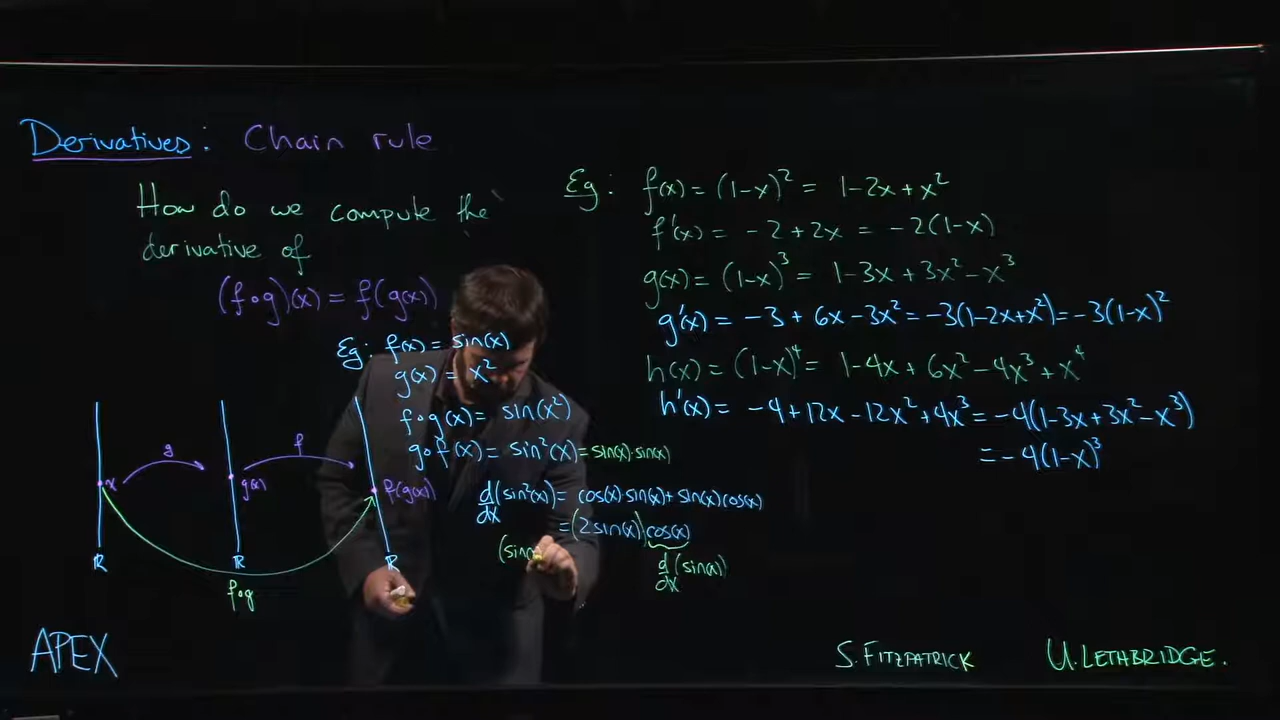 Derivatives: Chain rule
How do we compute the
derivative of
(f∘g)(x) = f(g(x))
Eg: f(x) = sin(x)
g(x) = x²
f∘g(x) = sin(x²)
g∘f(x) = sin²(x) = sin(x)·sin(x)
d/dx (sin²(x)) = cos(x)·sin(x) + sin(x)cos(x)
= (2sin(x))cos(x)
(sin
d/dx (sin(x))
g
f
x
g(x)
f(g(x))
ℝ
ℝ
ℝ
f∘g
Eg: f(x) = (1-x)² = 1-2x+x²
f'(x) = -2+2x = -2(1-x)
g(x) = (1-x)³ = 1-3x+3x²-x³
g'(x) = -3+6x-3x² = -3(1-2x+x²) = -3(1-x)²
h(x) = (1-x)⁴ = 1-4x+6x²-4x³+x⁴
h'(x) = -4+12x-12x²+4x³ = -4(1-3x+3x²-x³)
= -4(1-x)³
APEX
S. FITZPATRICK
U. LETHBRIDGE.